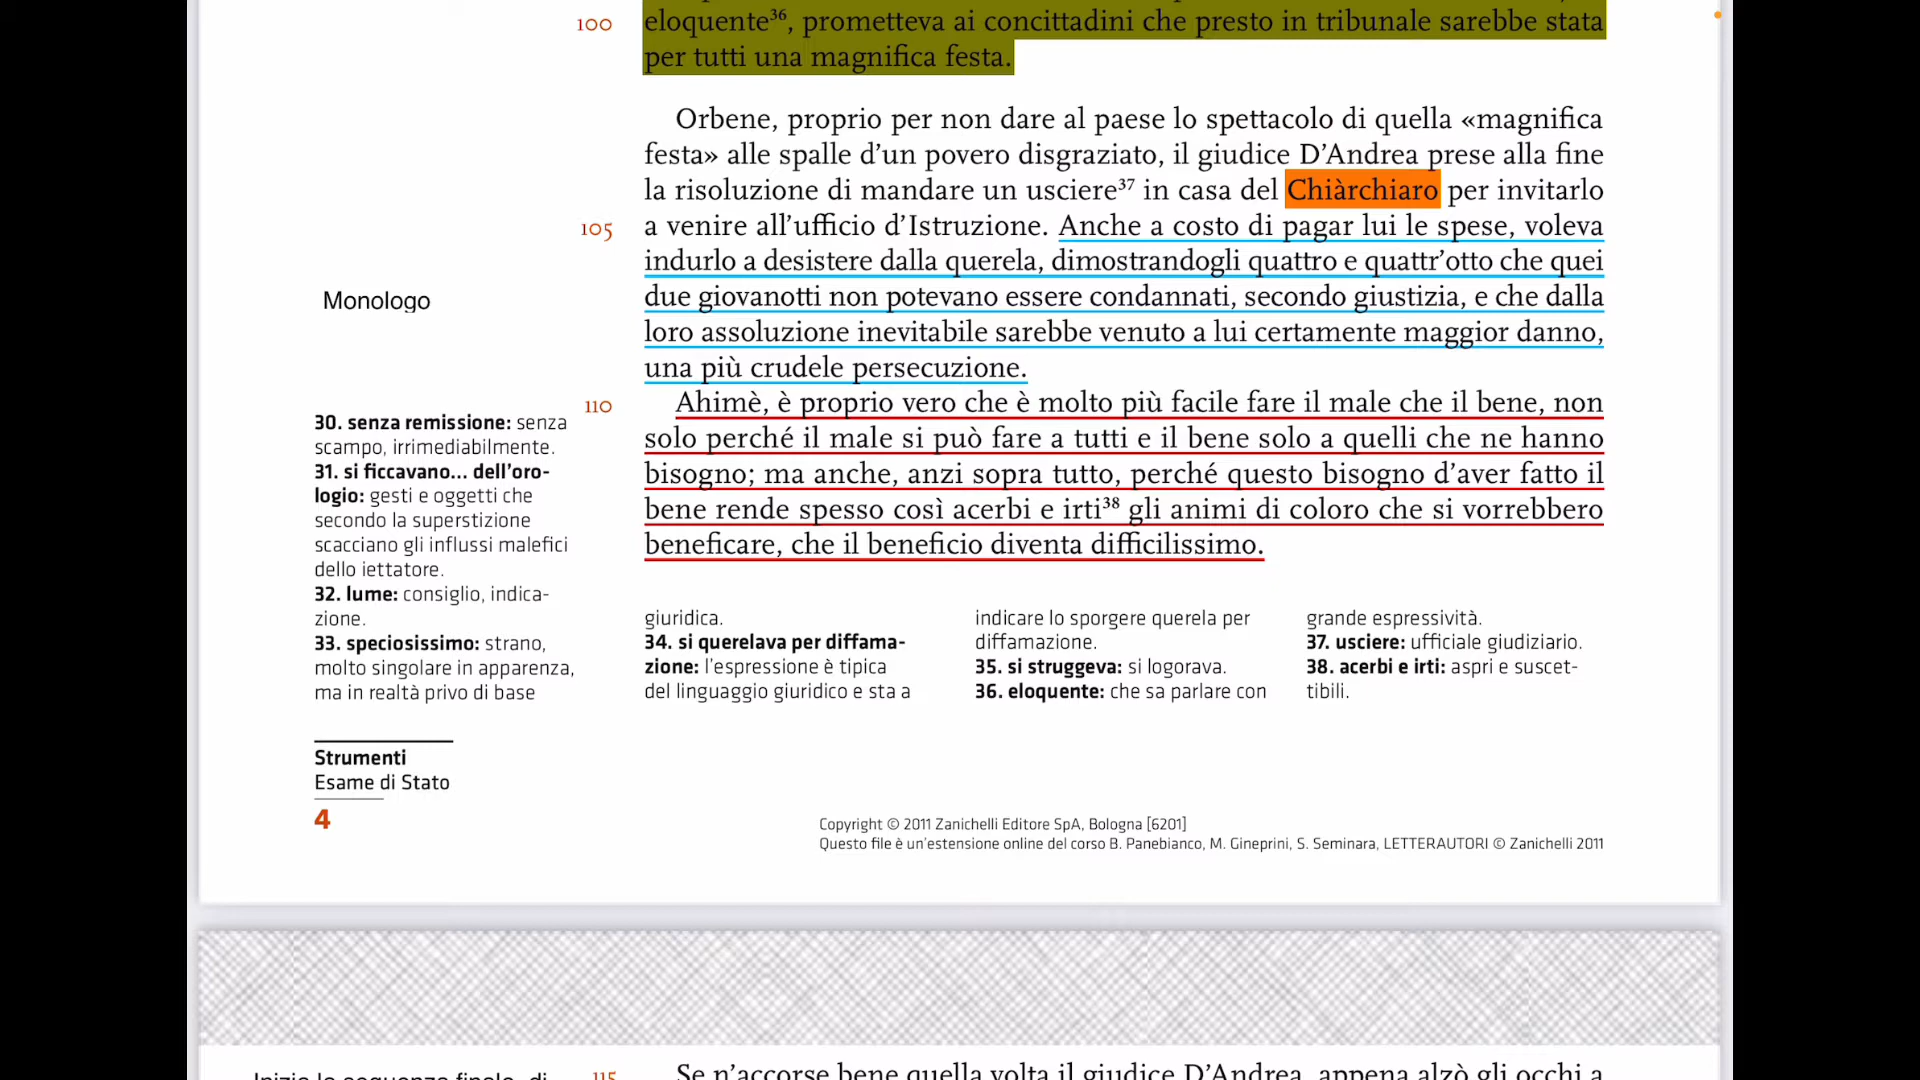 100
eloquente³⁶, prometteva ai concittadini che presto in tribunale sarebbe stata
per tutti una magnifica festa.
Orbene, proprio per non dare al paese lo spettacolo di quella «magnifica
festa» alle spalle d'un povero disgraziato, il giudice D'Andrea prese alla fine
la risoluzione di mandare un usciere³⁷ in casa del Chiàrchiaro per invitarlo
105
a venire all'ufficio d'Istruzione. Anche a costo di pagar lui le spese, voleva
indurlo a desistere dalla querela, dimostrandogli quattro e quattr'otto che quei
Monologo
due giovanotti non potevano essere condannati, secondo giustizia, e che dalla
loro assoluzione inevitabile sarebbe venuto a lui certamente maggior danno,
una più crudele persecuzione.
110
Ahimè, è proprio vero che è molto più facile fare il male che il bene, non
solo perché il male si può fare a tutti e il bene solo a quelli che ne hanno
bisogno; ma anche, anzi sopra tutto, perché questo bisogno d'aver fatto il
bene rende spesso così acerbi e irti³⁸ gli animi di coloro che si vorrebbero
beneficare, che il beneficio diventa difficilissimo.
30. senza remissione: senza
scampo, irrimediabilmente.
31. si ficcavano... dell'oro-
logio: gesti e oggetti che
secondo la superstizione
scacciano gli influssi malefici
dello iettatore.
32. lume: consiglio, indica-
zione.
33. speciosissimo: strano,
molto singolare in apparenza,
ma in realtà privo di base
giuridica.
34. si querelava per diffama-
zione: l'espressione è tipica
del linguaggio giuridico e sta a
indicare lo sporgere querela per
diffamazione.
35. si struggeva: si logorava.
36. eloquente: che sa parlare con
grande espressività.
37. usciere: ufficiale giudiziario.
38. acerbi e irti: aspri e suscet-
tibili.
Strumenti
Esame di Stato
4
Copyright © 2011 Zanichelli Editore SpA, Bologna [6201]
Questo file è un'estensione online del corso B. Panebianco, M. Gineprini, S. Seminara, LETTERAUTORI © Zanichelli 2011
Inizia la sequenza finale, di
115
Se n'accorse bene quella volta il giudice D'Andrea, appena alzò gli occhi a